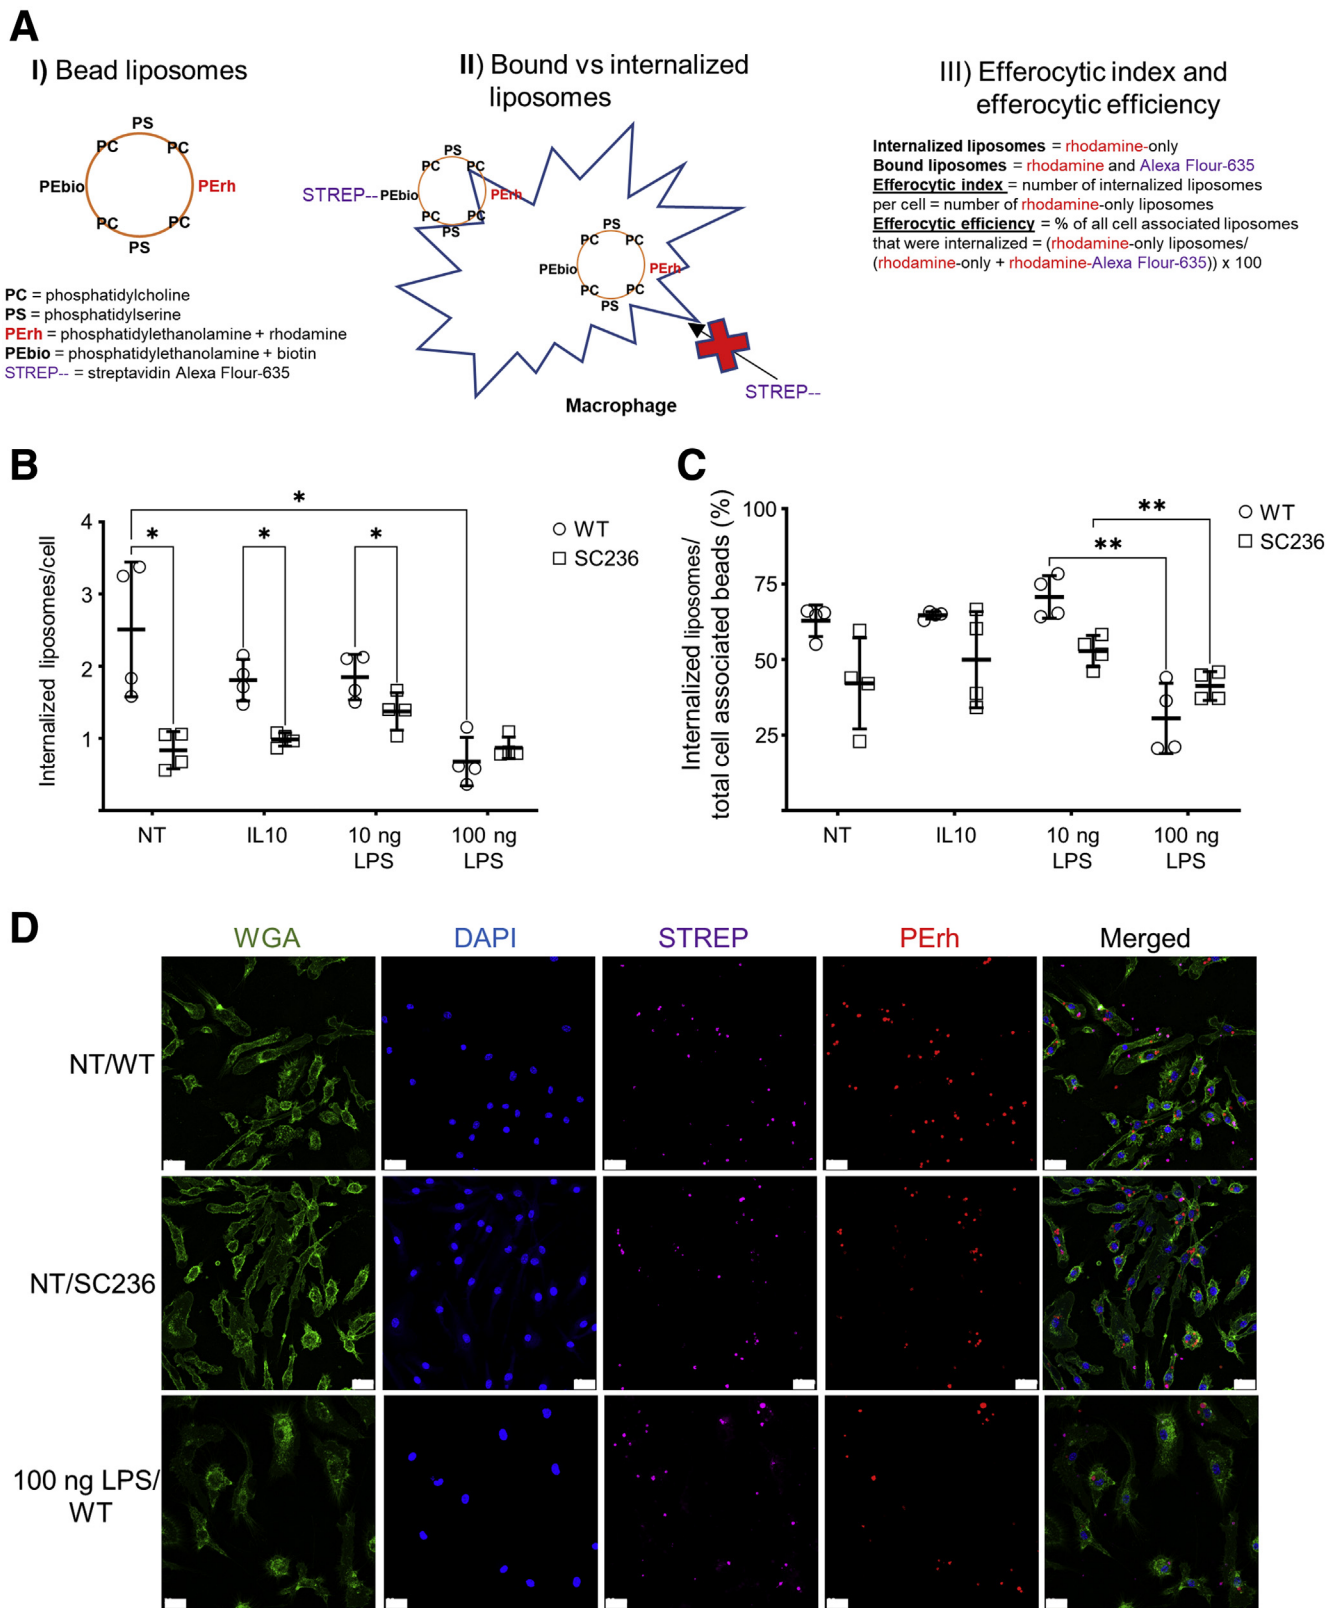 A
I) Bead liposomes
PS
PC PC
PEbio PErh
PC PC
PS
PC = phosphatidylcholine
PS = phosphatidylserine
PErh = phosphatidylethanolamine + rhodamine
PEbio = phosphatidylethanolamine + biotin
STREP-- = streptavidin Alexa Flour-635
II) Bound vs internalized
liposomes
PS
PC PC
STREP-- PEbio PErh
PC PC
PS
PS
PC PC
PEbio PErh
PC PC
PS
STREP--
Macrophage
III) Efferocytic index and
efferocytic efficiency
Internalized liposomes = rhodamine-only
Bound liposomes = rhodamine and Alexa Flour-635
Efferocytic index = number of internalized liposomes
per cell = number of rhodamine-only liposomes
Efferocytic efficiency = % of all cell associated liposomes
that were internalized = (rhodamine-only liposomes/
(rhodamine-only + rhodamine-Alexa Flour-635)) x 100
B
Internalized liposomes/cell
4
3
2
1
*
* * *
WT
SC236
NT IL10 10 ng 100 ng
LPS LPS
C
Internalized liposomes/
total cell associated beads (%)
100
75
50
25
**
**
WT
SC236
NT IL10 10 ng 100 ng
LPS LPS
D
WGA DAPI STREP PErh Merged
NT/WT
NT/SC236
100 ng LPS/
WT